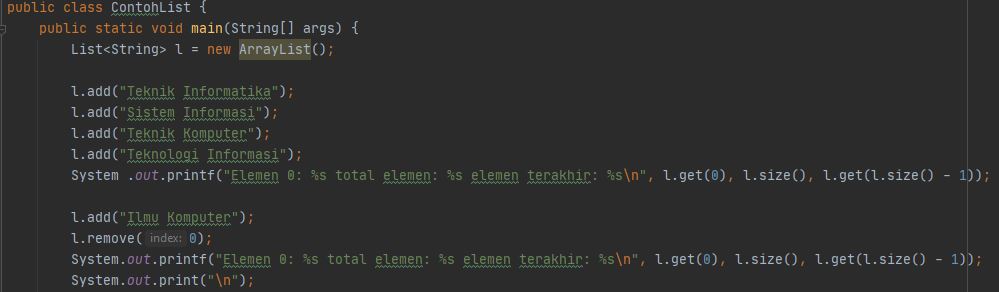 public class ContohList {
public static void main(String[] args) {
List<String> l = new ArrayList();
l.add("Teknik Informatika");
l.add("Sistem Informasi");
l.add("Teknik Komputer");
l.add("Teknologi Informasi");
System .out.printf("Elemen 0: %s total elemen: %s elemen terakhir: %s\n", l.get(0), l.size(), l.get(l.size() - 1));
l.add("Ilmu Komputer");
l.remove( index: 0);
System.out.printf("Elemen 0: %s total elemen: %s elemen terakhir: %s\n", l.get(0), l.size(), l.get(l.size() - 1));
System.out.print("\n");